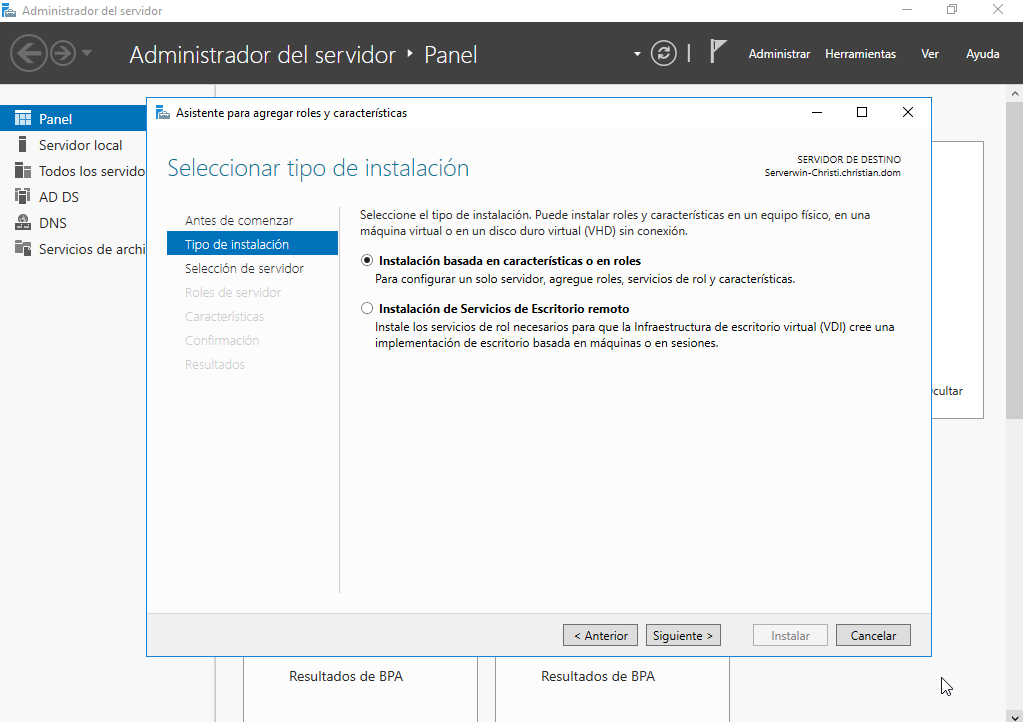 Administrador del servidor
Administrador del servidor
Panel
Administrar
Herramientas
Ver
Ayuda
Panel
Servidor local
Todos los servido
AD DS
DNS
Servicios de archi
Asistente para agregar roles y características
Seleccionar tipo de instalación
SERVIDOR DE DESTINO
Serverwin-Christi.christian.dom
Antes de comenzar
Tipo de instalación
Selección de servidor
Roles de servidor
Características
Confirmación
Resultados
Seleccione el tipo de instalación. Puede instalar roles y características en un equipo físico, en una
máquina virtual o en un disco duro virtual (VHD) sin conexión.
Instalación basada en características o en roles
Para configurar un solo servidor, agregue roles, servicios de rol y características.
Instalación de Servicios de Escritorio remoto
Instale los servicios de rol necesarios para que la Infraestructura de escritorio virtual (VDI) cree una
implementación de escritorio basada en máquinas o en sesiones.
cultar
< Anterior
Siguiente >
Instalar
Cancelar
Resultados de BPA
Resultados de BPA